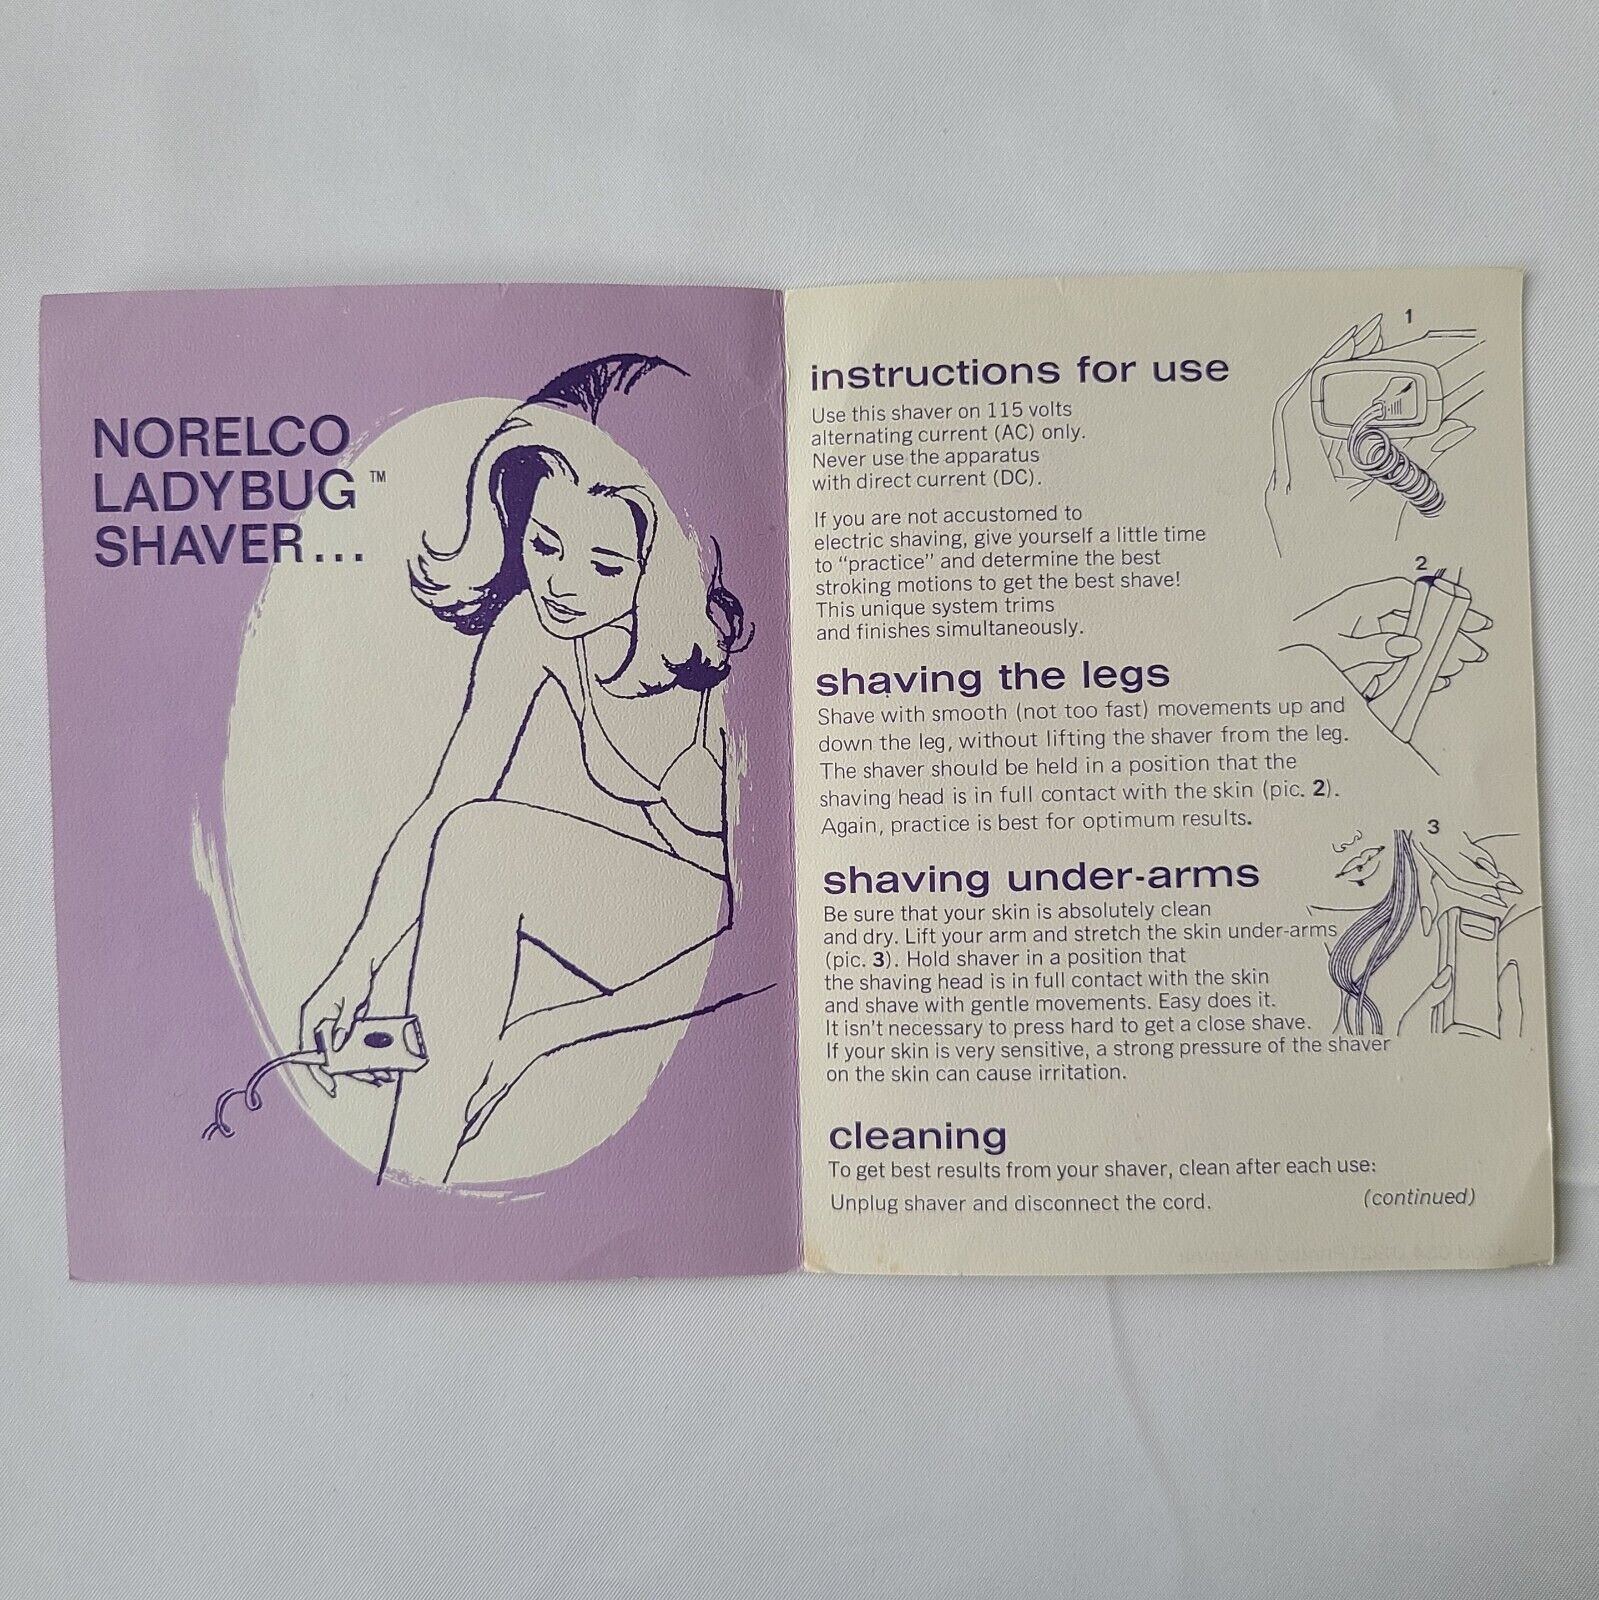 NORELCO
LADYBUG™
SHAVER...
1
instructions for use
Use this shaver on 115 volts
alternating current (AC) only.
Never use the apparatus
with direct current (DC).
If you are not accustomed to
electric shaving, give yourself a little time
to “practice” and determine the best
stroking motions to get the best shave!
This unique system trims
and finishes simultaneously.
2
shaving the legs
Shave with smooth (not too fast) movements up and
down the leg, without lifting the shaver from the leg.
The shaver should be held in a position that the
shaving head is in full contact with the skin (pic. 2).
Again, practice is best for optimum results.
3
shaving under-arms
Be sure that your skin is absolutely clean
and dry. Lift your arm and stretch the skin under-arms
(pic. 3). Hold shaver in a position that
the shaving head is in full contact with the skin
and shave with gentle movements. Easy does it.
It isn't necessary to press hard to get a close shave.
If your skin is very sensitive, a strong pressure of the shaver
on the skin can cause irritation.
cleaning
To get best results from your shaver, clean after each use:
Unplug shaver and disconnect the cord.
(continued)